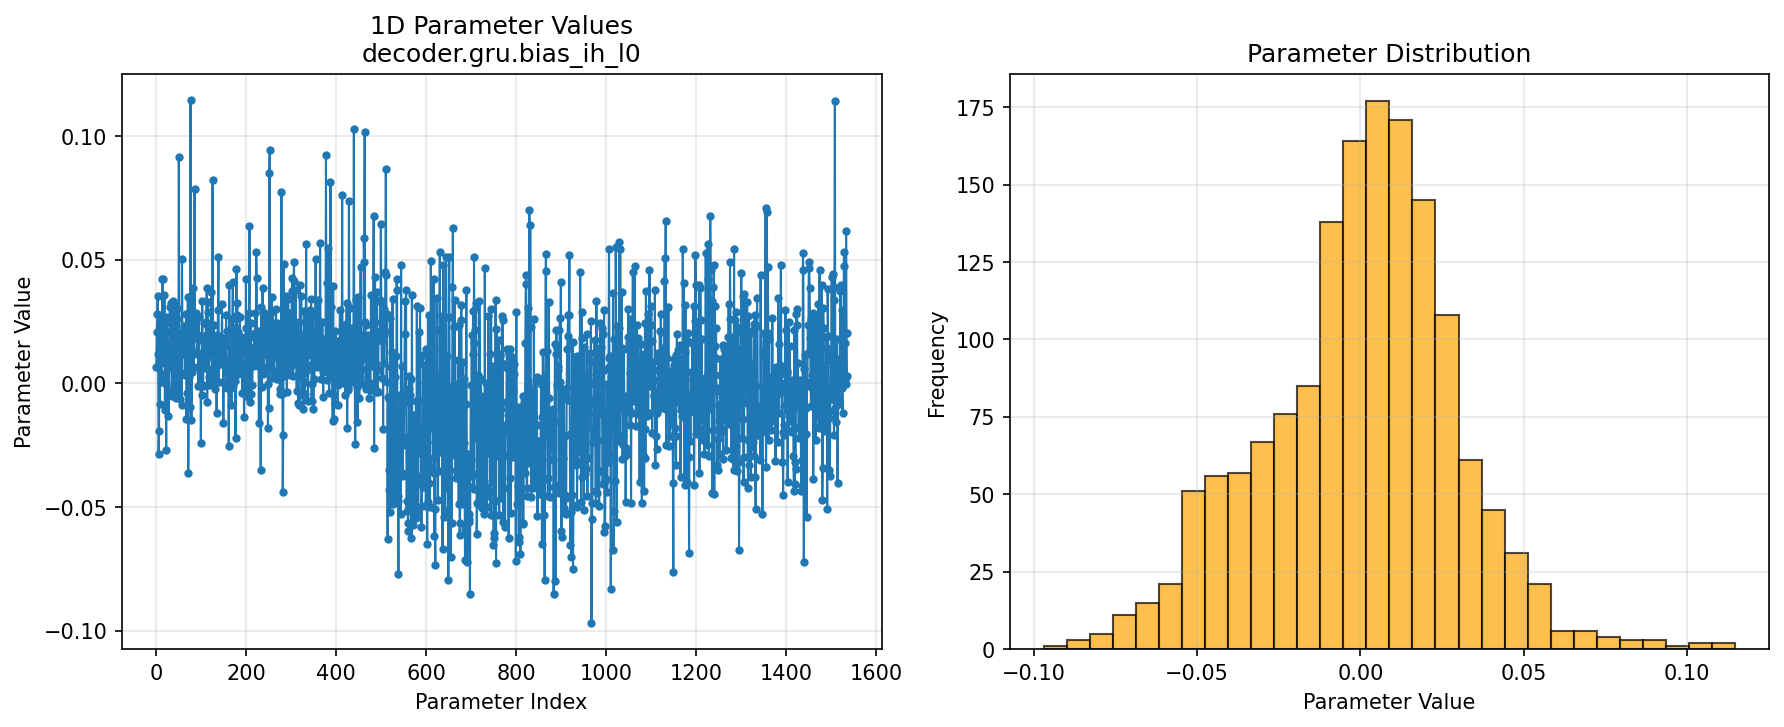 1D Parameter Values
decoder.gru.bias_ih_l0
Parameter Value
0.10
0.05
0.00
−0.05
−0.10
0 200 400 600 800 1000 1200 1400 1600
Parameter Index
Parameter Distribution
Frequency
175
150
125
100
75
50
25
0
−0.10 −0.05 0.00 0.05 0.10
Parameter Value